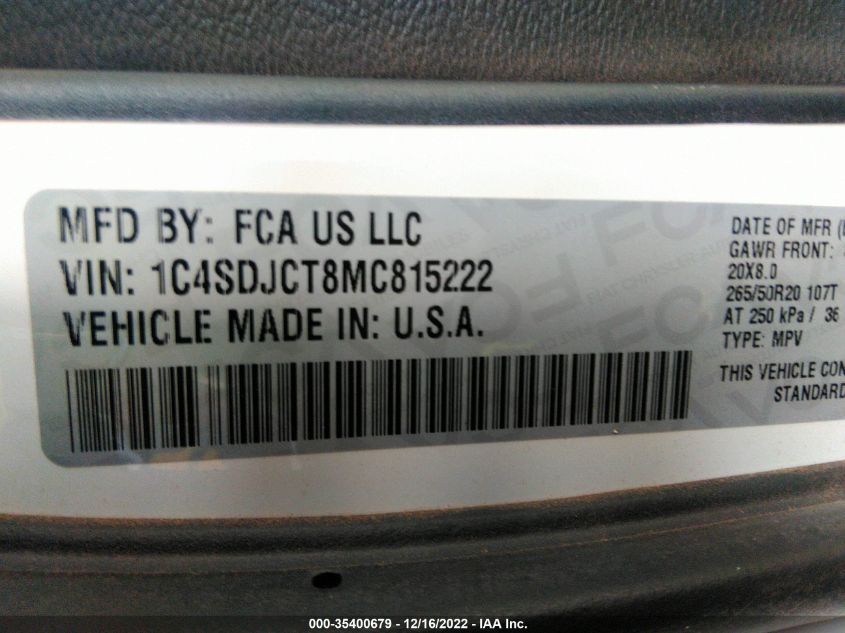 MFD BY: FCA US LLC
VIN: 1C4SDJCT8MC815222
VEHICLE MADE IN: U.S.A.
DATE OF MFR
GAWR FRONT:
20X8.0
265/50R20 107T
AT 250 kPa / 36
TYPE: MPV
THIS VEHICLE
STANDARD
000-35400679 - 12/16/2022 - IAA Inc.